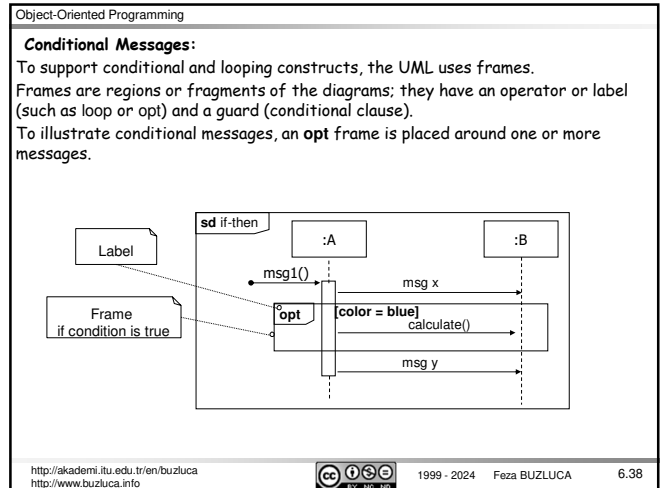 Object-Oriented Programming
Conditional Messages:
To support conditional and looping constructs, the UML uses frames.
Frames are regions or fragments of the diagrams; they have an operator or label
(such as loop or opt) and a guard (conditional clause).
To illustrate conditional messages, an opt frame is placed around one or more
messages.
sd if-then
Label
:A
:B
msg1()
msg x
Frame
if condition is true
opt
[color = blue]
calculate()
msg y
http://akademi.itu.edu.tr/en/buzluca
http://www.buzluca.info
cc
BY NC ND
1999 - 2024
Feza BUZLUCA
6.38